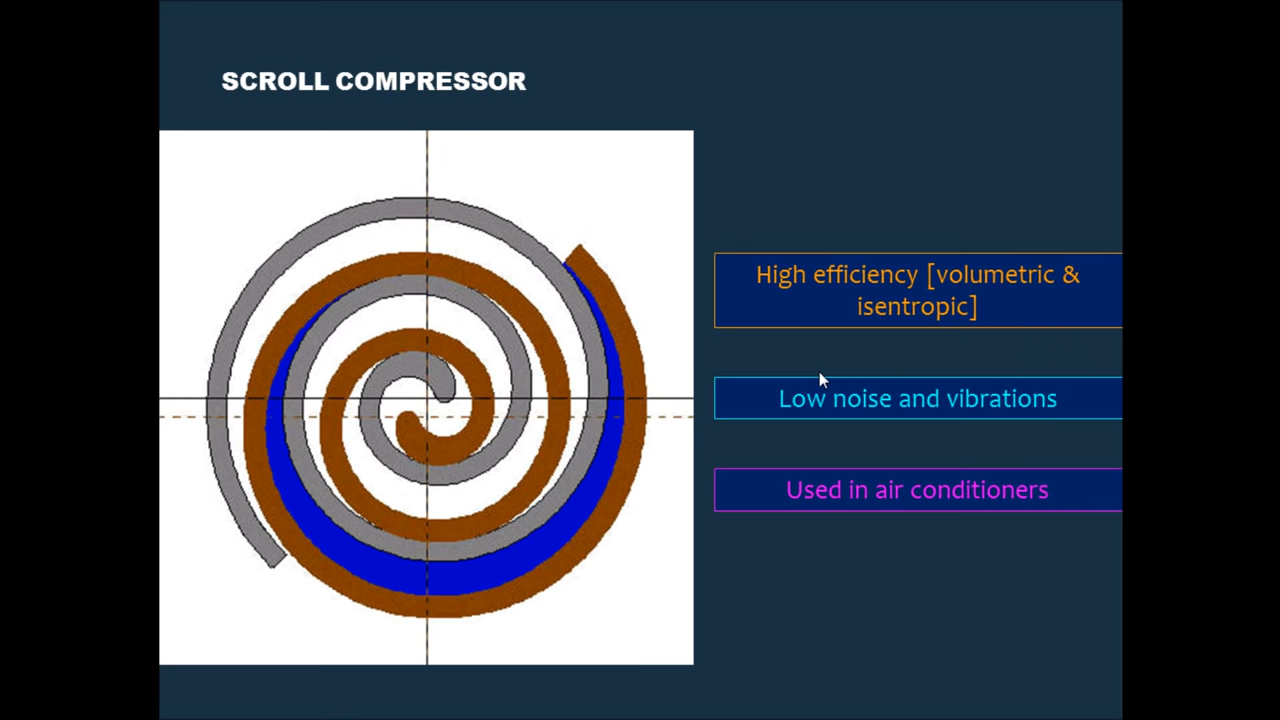 SCROLL COMPRESSOR
High efficiency [volumetric &
isentropic]
Low noise and vibrations
Used in air conditioners